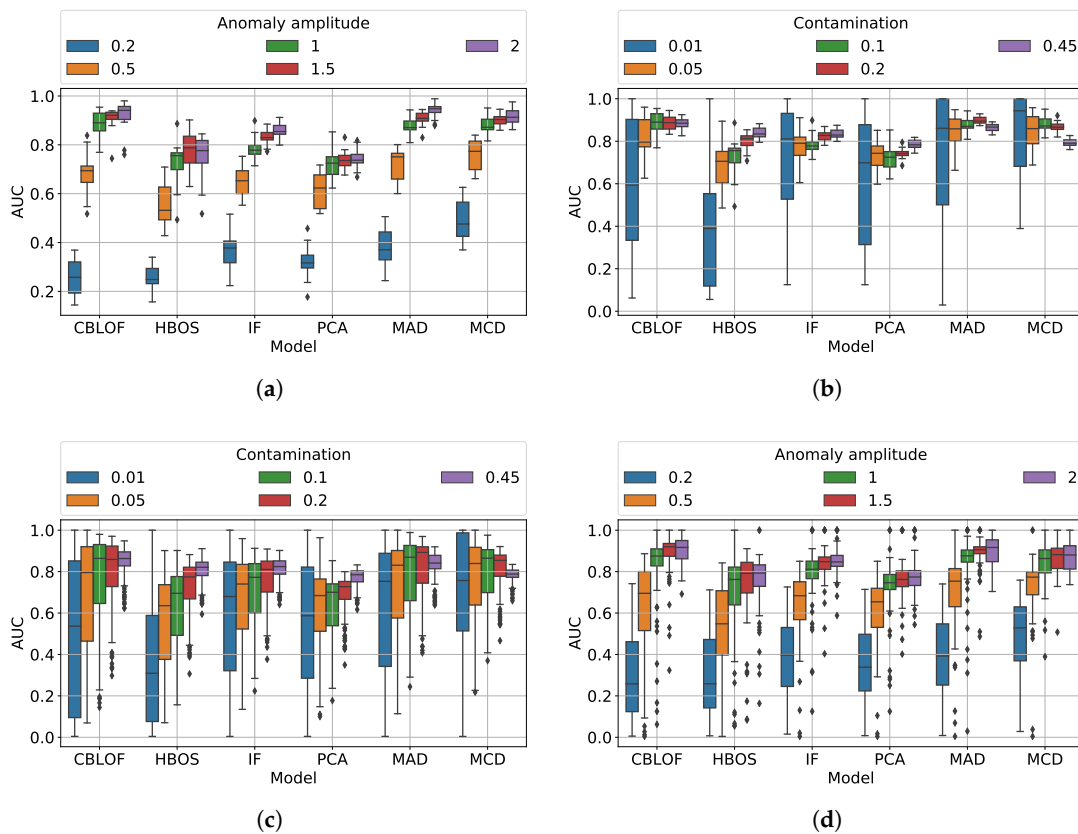 Anomaly amplitude
0.2 1 2
0.5 1.5
1.0
0.8
0.6
0.4
0.2
AUC
CBLOF HBOS IF PCA MAD MCD
Model
(a)
Contamination
0.01 0.1 0.45
0.05 0.2
1.0
0.8
0.6
0.4
0.2
0.0
AUC
CBLOF HBOS IF PCA MAD MCD
Model
(b)
Contamination
0.01 0.1 0.45
0.05 0.2
1.0
0.8
0.6
0.4
0.2
0.0
AUC
CBLOF HBOS IF PCA MAD MCD
Model
(c)
Anomaly amplitude
0.2 1 2
0.5 1.5
1.0
0.8
0.6
0.4
0.2
0.0
AUC
CBLOF HBOS IF PCA MAD MCD
Model
(d)